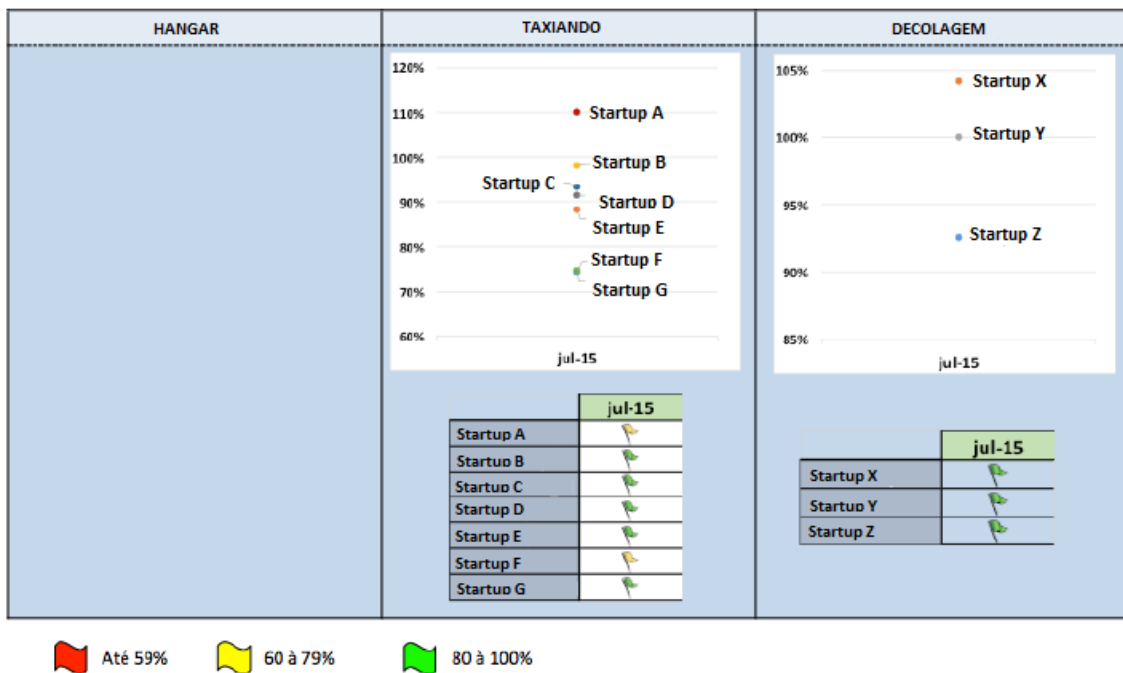 HANGAR
TAXIANDO
DECOLAGEM
120%
110%
100%
90%
80%
70%
60%
Startup A
Startup B
Startup C
Startup D
Startup E
Startup F
Startup G
jul-15
105%
100%
95%
90%
85%
Startup X
Startup Y
Startup Z
jul-15
jul-15
Startup A
Startup B
Startup C
Startup D
Startup E
Startup F
Startup G
jul-15
Startup X
Startup Y
Startup Z
Até 59%
60 à 79%
80 à 100%